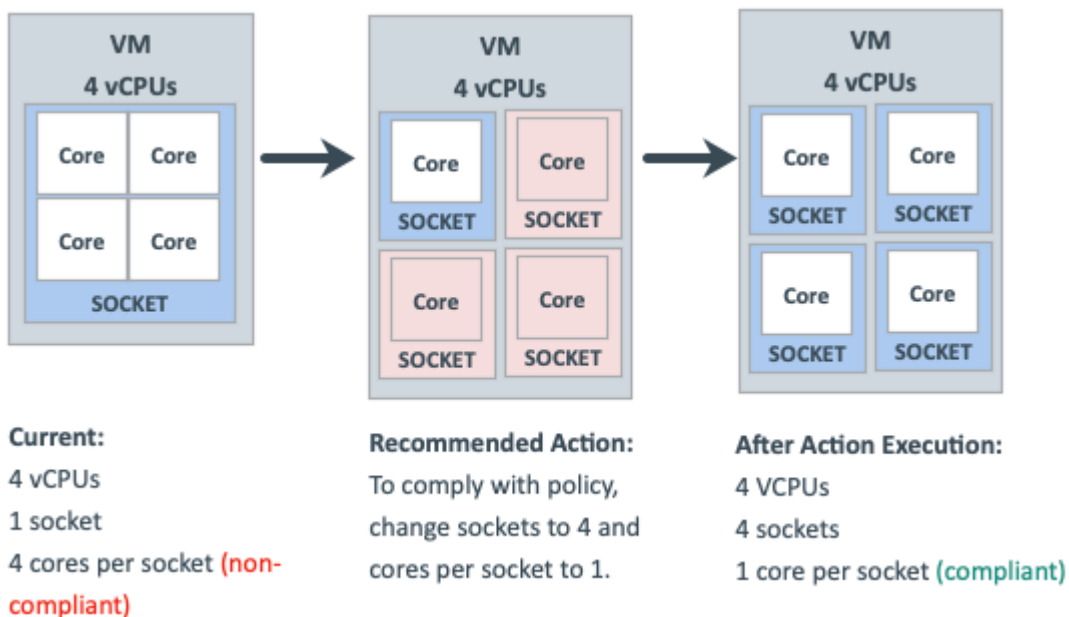 VM
4 vCPUs
Core Core
Core Core
SOCKET
VM
4 vCPUs
Core Core
SOCKET SOCKET
Core Core
SOCKET SOCKET
VM
4 vCPUs
Core Core
SOCKET SOCKET
Core Core
SOCKET SOCKET
Current:
4 vCPUs
1 socket
4 cores per socket (non-
compliant)
Recommended Action:
To comply with policy,
change sockets to 4 and
cores per socket to 1.
After Action Execution:
4 VCPUs
4 sockets
1 core per socket (compliant)